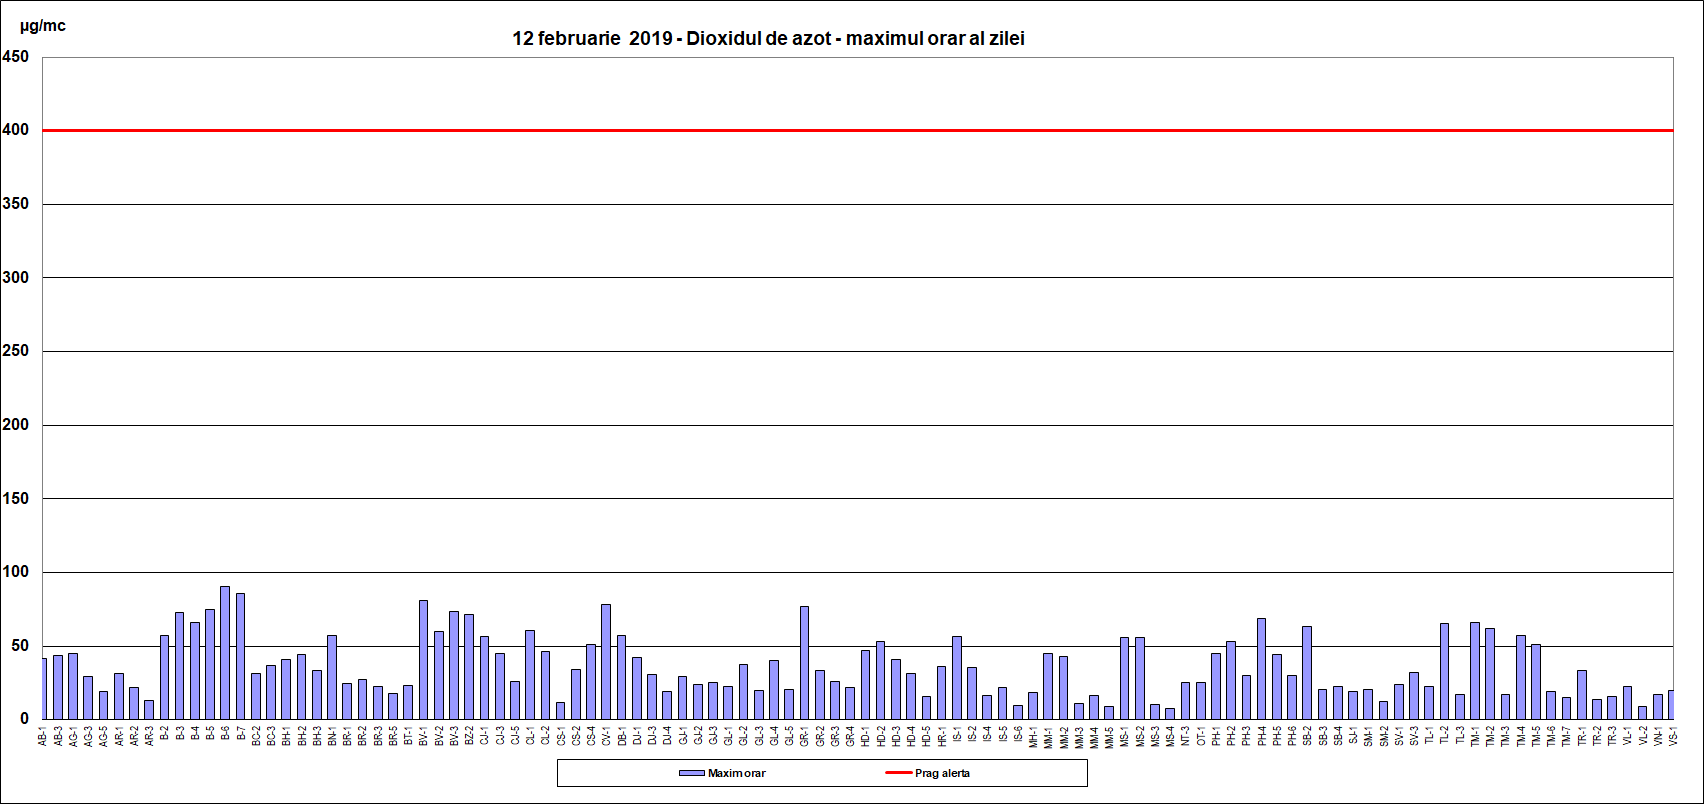 µg/mc
12 februarie 2019 - Dioxidul de azot - maximul orar al zilei
450
400
350
300
250
200
150
100
50
0
AB-1 AB-3 AG-1 AG-3 AG-5 AR-1 AR-2 AR-3 B-2 B-3 B-4 B-5 B-6 B-7 BC-2 BC-3 BH-1 BH-2 BH-3 BN-1 BR-1 BR-2 BR-3 BR-5 BT-1 BV-1 BV-2 BV-3 BZ-2 CJ-1 CJ-3 CJ-5 CL-1 CL-2 CS-1 CS-2 CS-4 CV-1 DB-1 DJ-1 DJ-3 DJ-4 GJ-1 GJ-2 GJ-3 GL-1 GL-2 GL-3 GL-4 GL-5 GR-1 GR-2 GR-3 GR-4 HD-1 HD-2 HD-3 HD-4 HD-5 HR-1 IS-1 IS-2 IS-4 IS-5 IS-6 MH-1 MM-1 MM-2 MM-3 MM-4 MM-5 MS-1 MS-2 MS-3 MS-4 NT-3 OT-1 PH-1 PH-2 PH-3 PH-4 PH-5 PH-6 SB-2 SB-3 SB-4 SJ-1 SM-1 SM-2 SV-1 SV-3 TL-1 TL-2 TL-3 TM-1 TM-2 TM-3 TM-4 TM-5 TM-6 TM-7 TR-1 TR-2 TR-3 VL-1 VL-2 VN-1 VS-1
Maxim orar Prag alerta